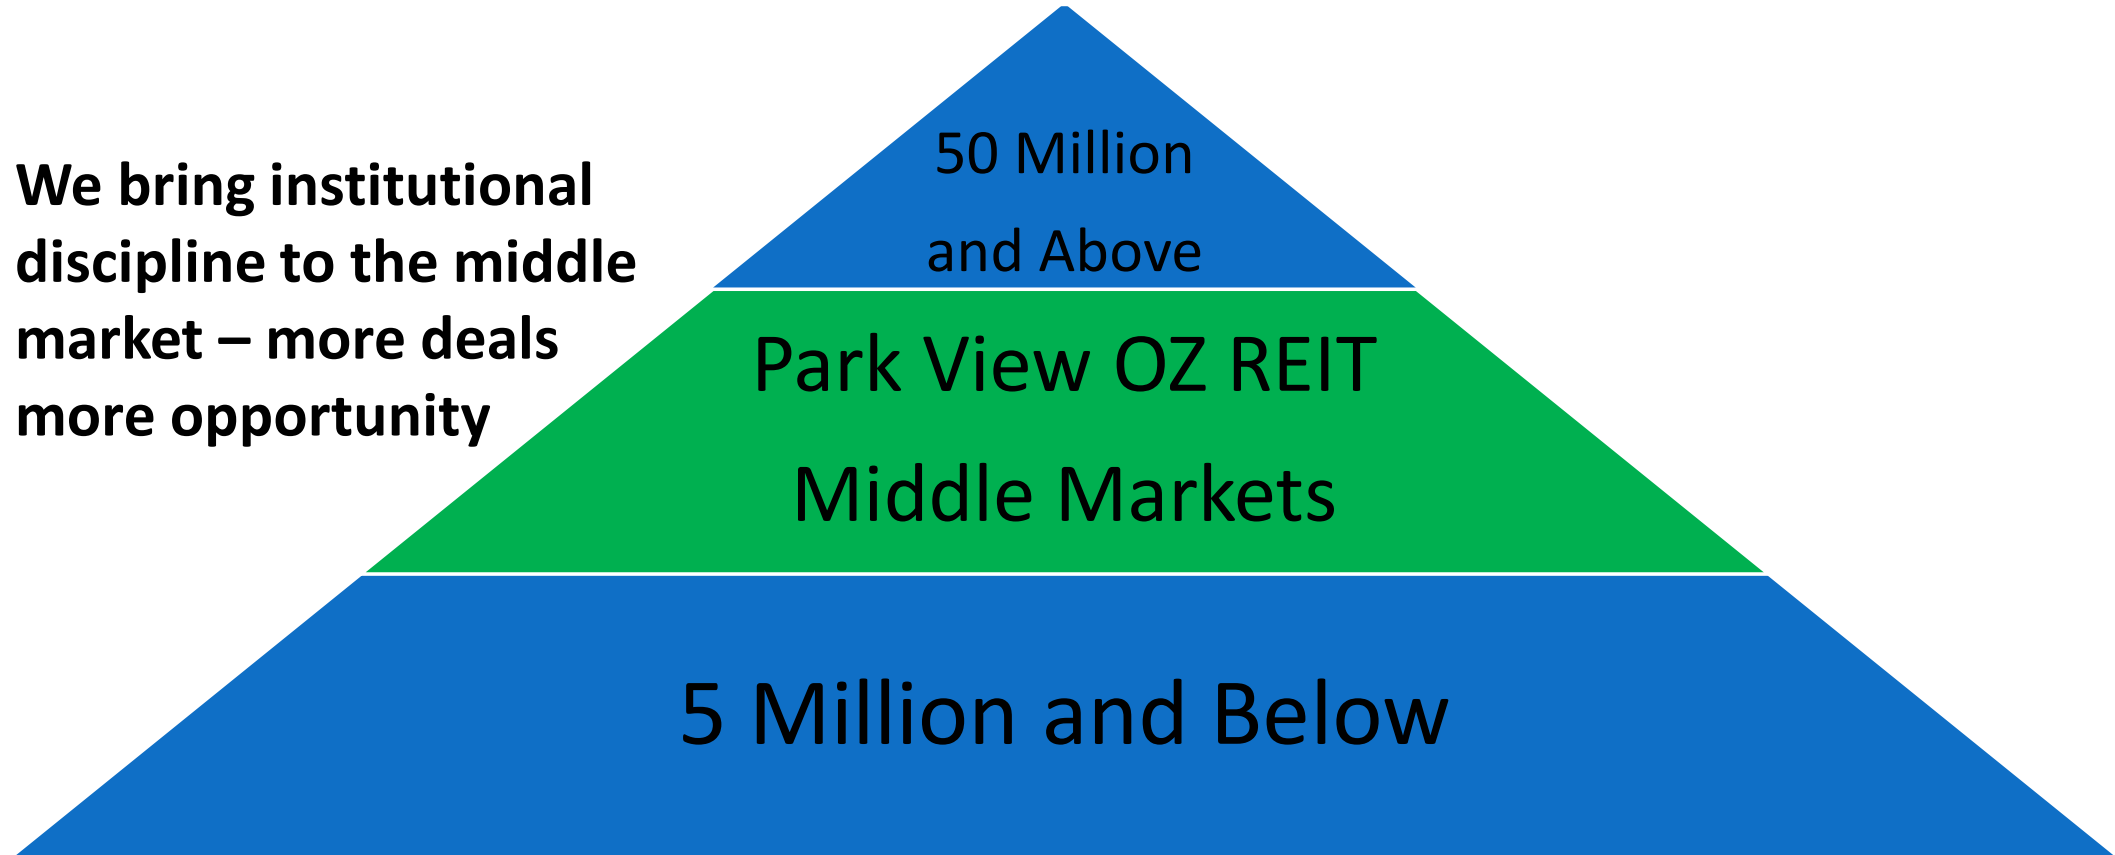 We bring institutional
discipline to the middle
market – more deals
more opportunity
50 Million
and Above
Park View OZ REIT
Middle Markets
5 Million and Below